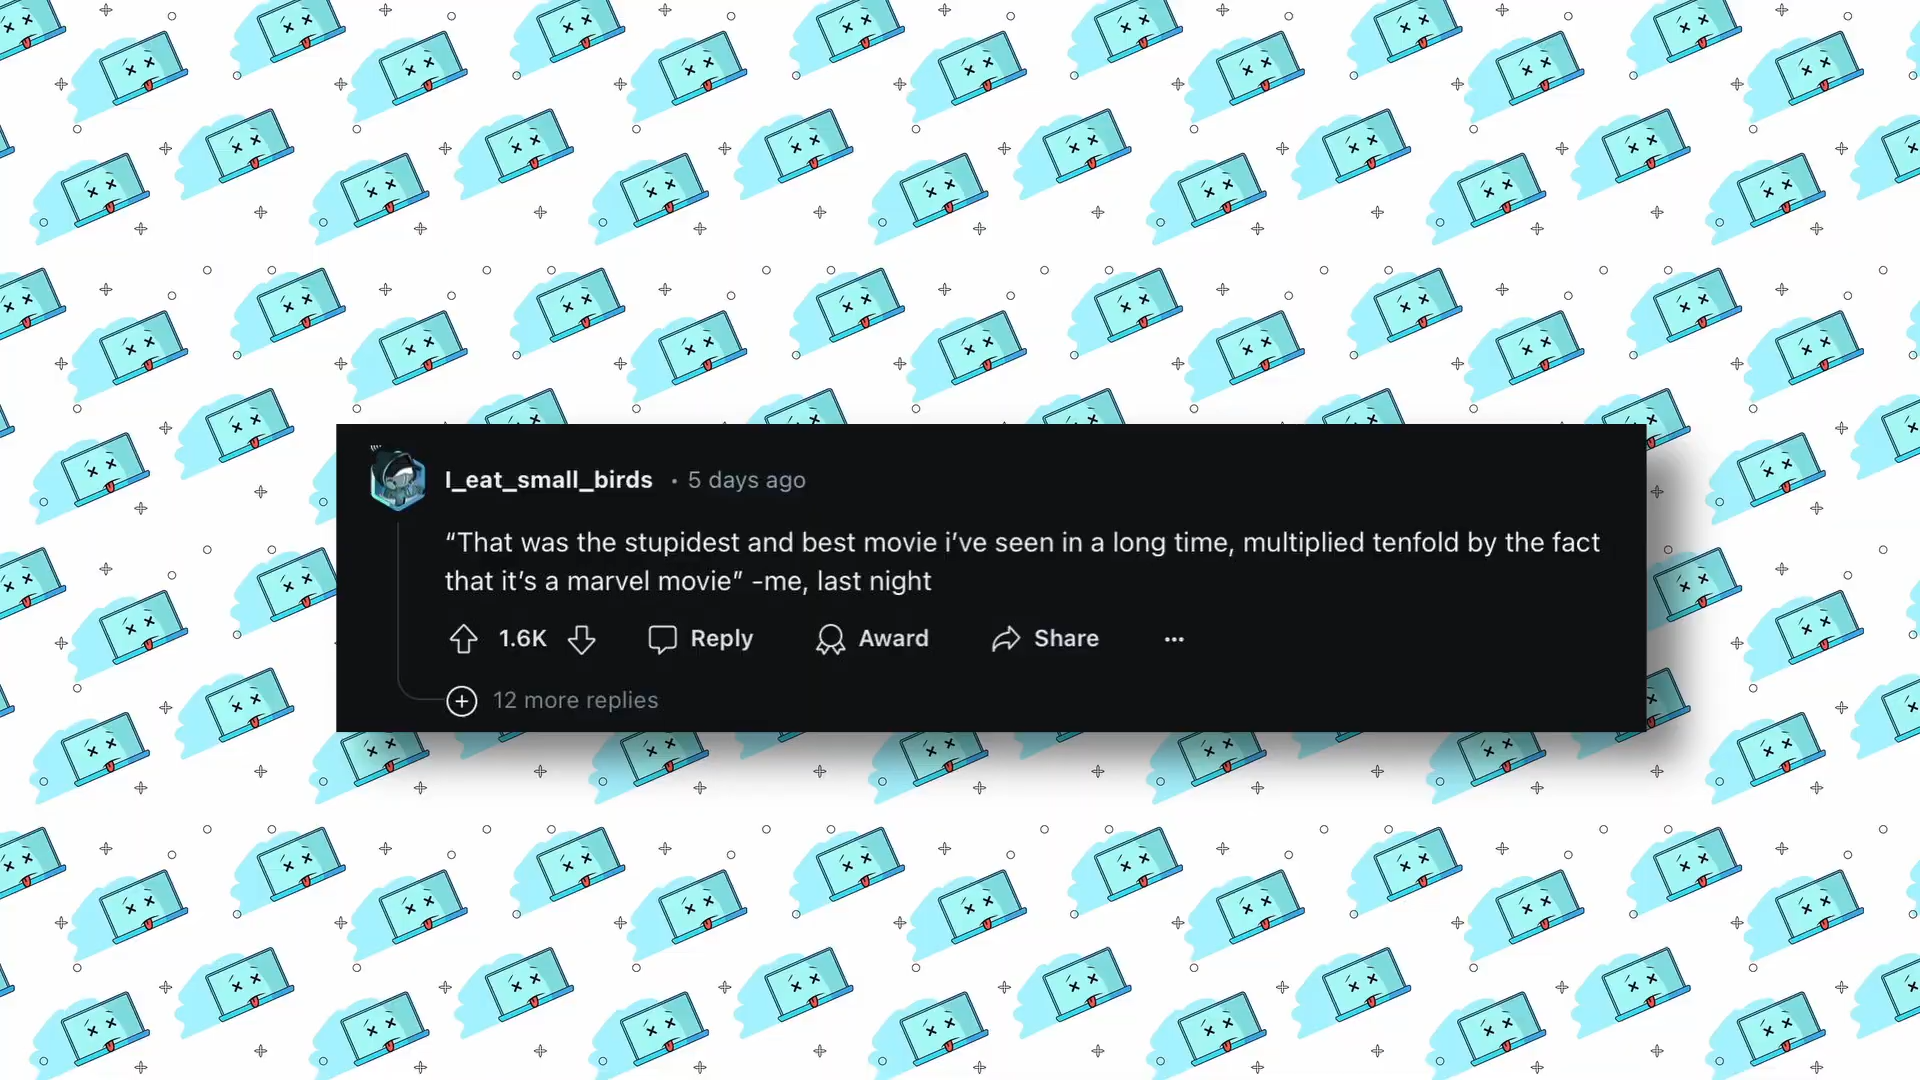 I_eat_small_birds • 5 days ago
“That was the stupidest and best movie i’ve seen in a long time, multiplied tenfold by the fact
that it’s a marvel movie” -me, last night
1.6K Reply Award Share ...
12 more replies